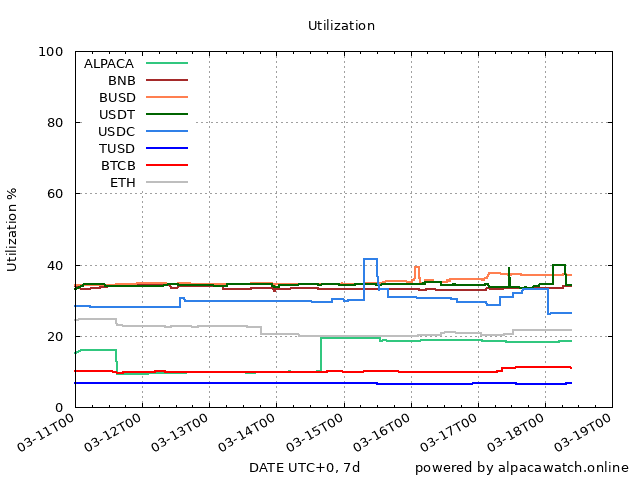 Utilization
Utilization %
100
80
60
40
20
0
ALPACA
BNB
BUSD
USDT
USDC
TUSD
BTCB
ETH
03-11T00
03-12T00
03-13T00
03-14T00
03-15T00
03-16T00
03-17T00
03-18T00
03-19T00
DATE UTC+0, 7d
powered by alpacawatch.online